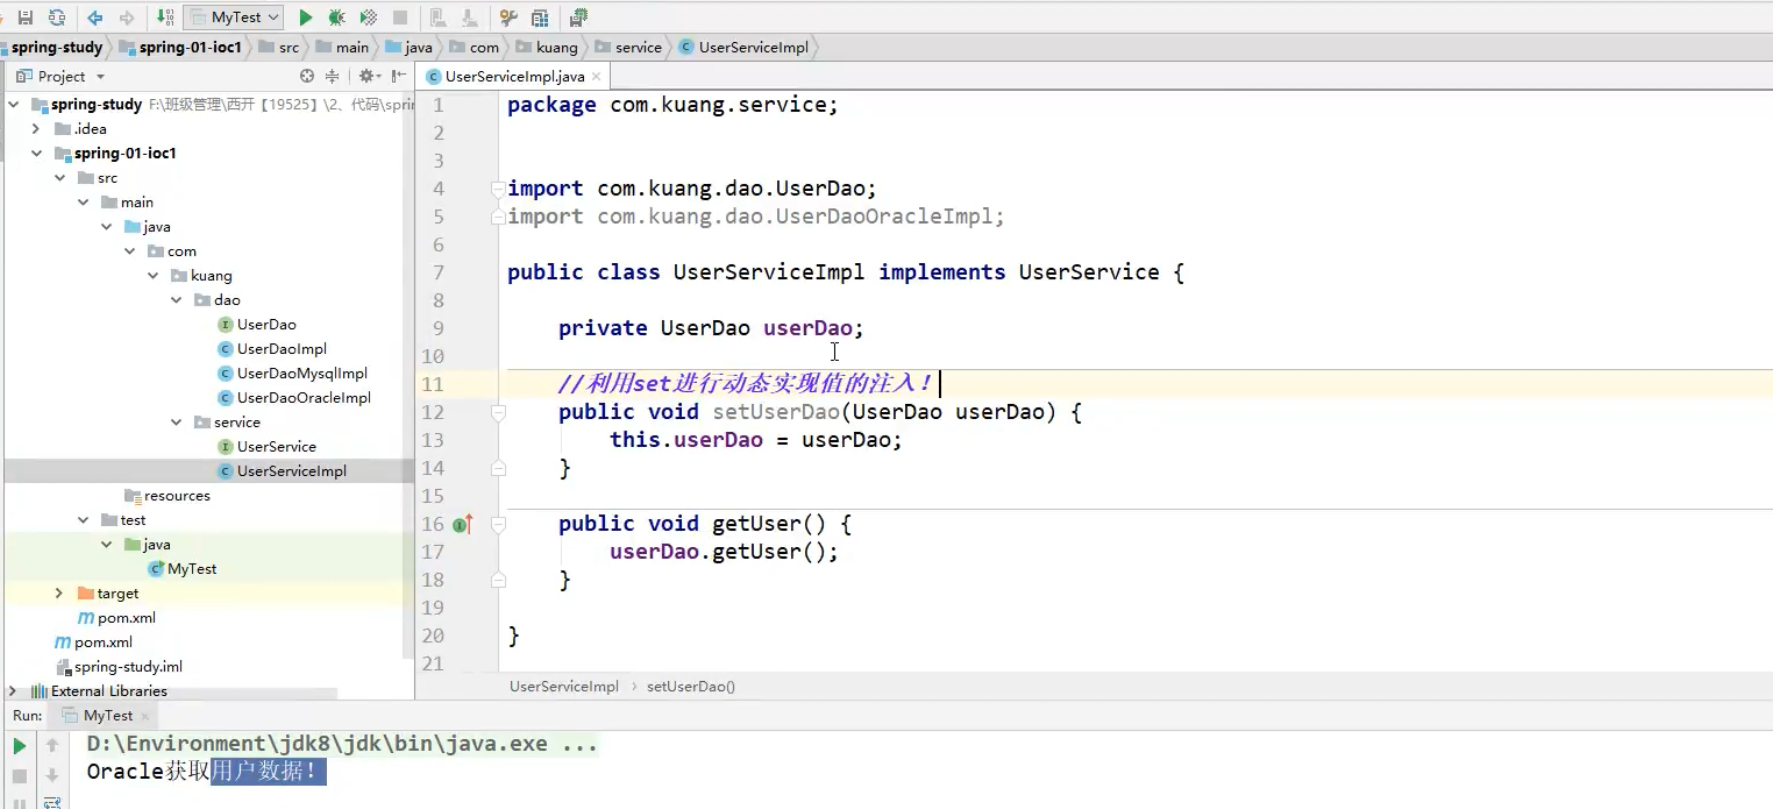 MyTest
spring-study spring-01-ioc1 src main java com kuang service UserServiceImpl
Project
UserServiceImpl.java
spring-study F:\班级管理\西开【19525】\2、代码\sprin
.idea
spring-01-ioc1
src
main
java
com
kuang
dao
UserDao
UserDaoImpl
UserDaoMysqlImpl
UserDaoOracleImpl
service
UserService
UserServiceImpl
resources
test
java
MyTest
target
pom.xml
pom.xml
spring-study.iml
External Libraries
1 package com.kuang.service;
2
3
4 import com.kuang.dao.UserDao;
5 import com.kuang.dao.UserDaoOracleImpl;
6
7 public class UserServiceImpl implements UserService {
8
9 private UserDao userDao;
10
11 //利用set进行动态实现值的注入！
12 public void setUserDao(UserDao userDao) {
13 this.userDao = userDao;
14 }
15
16 public void getUser() {
17 userDao.getUser();
18 }
19
20 }
21
UserServiceImpl › setUserDao()
Run: MyTest
D:\Environment\jdk8\jdk\bin\java.exe ...
Oracle获取用户数据！